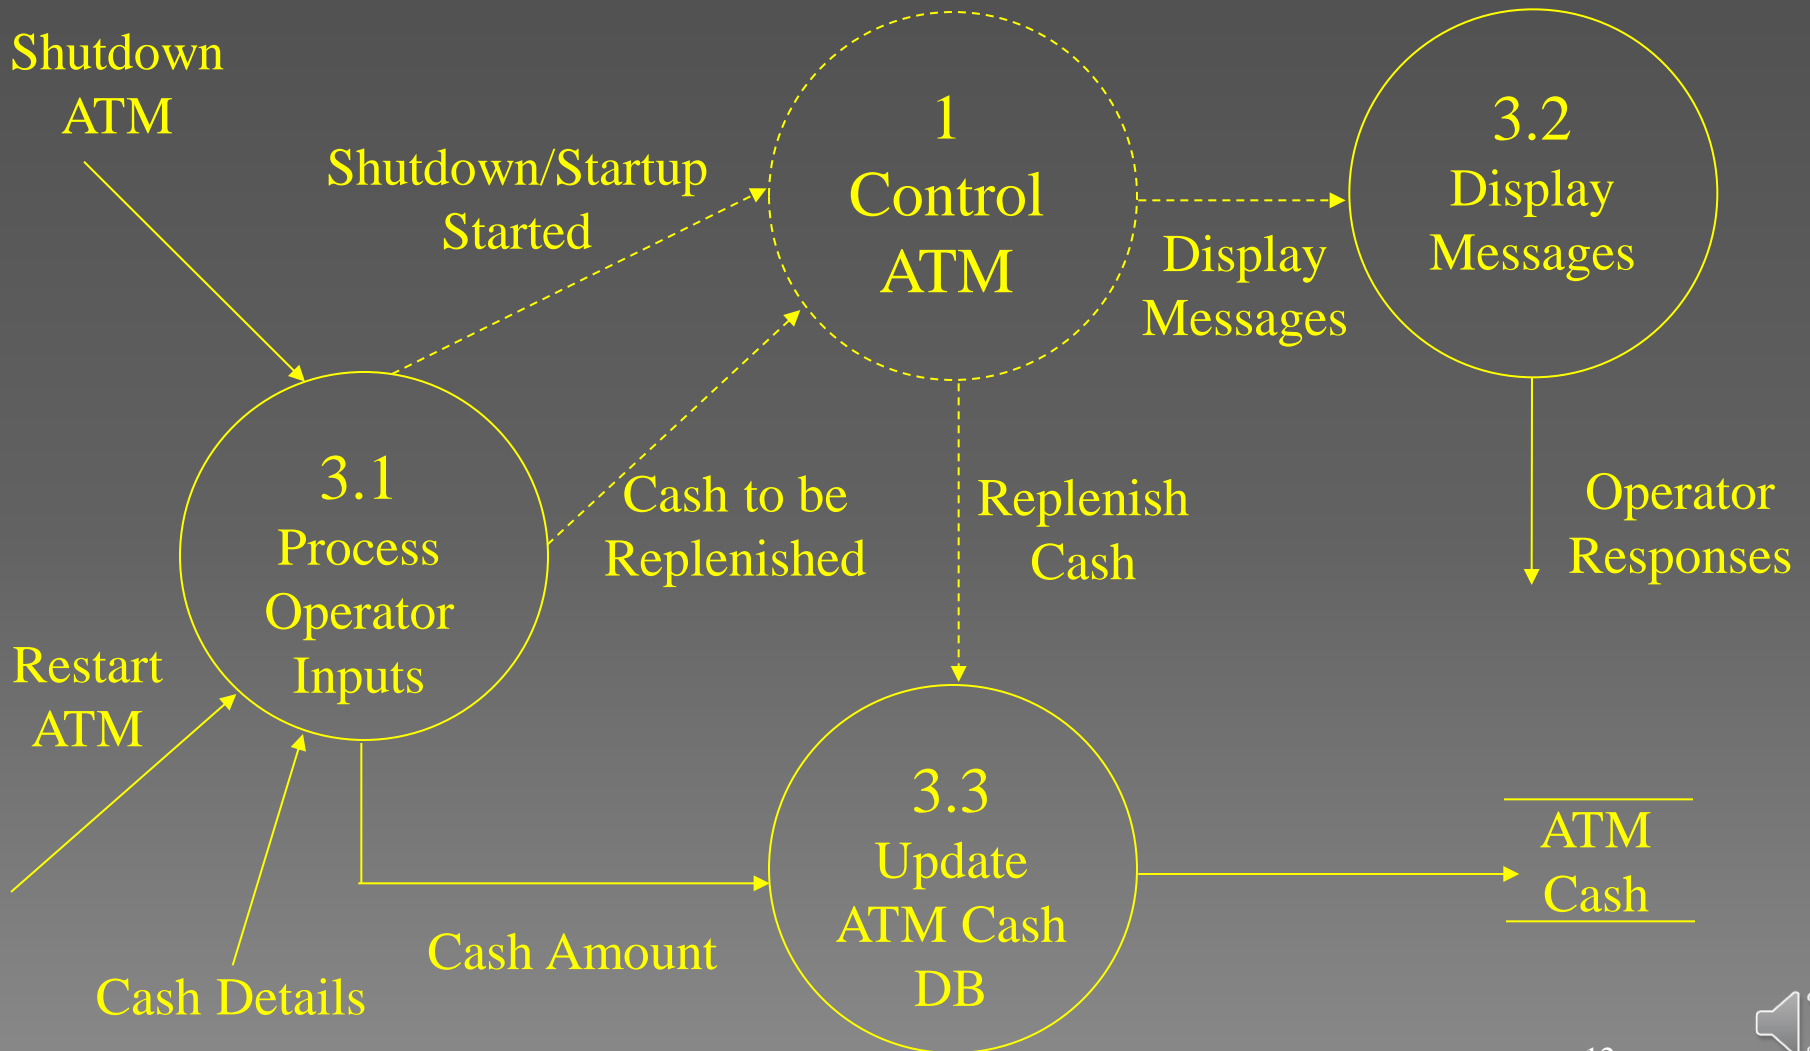 Shutdown
ATM
Shutdown/Startup
Started
1
Control
ATM
Display
Messages
3.2
Display
Messages
3.1
Process
Operator
Inputs
Cash to be
Replenished
Replenish
Cash
Operator
Responses
Restart
ATM
Cash Details
Cash Amount
3.3
Update
ATM Cash
DB
ATM
Cash